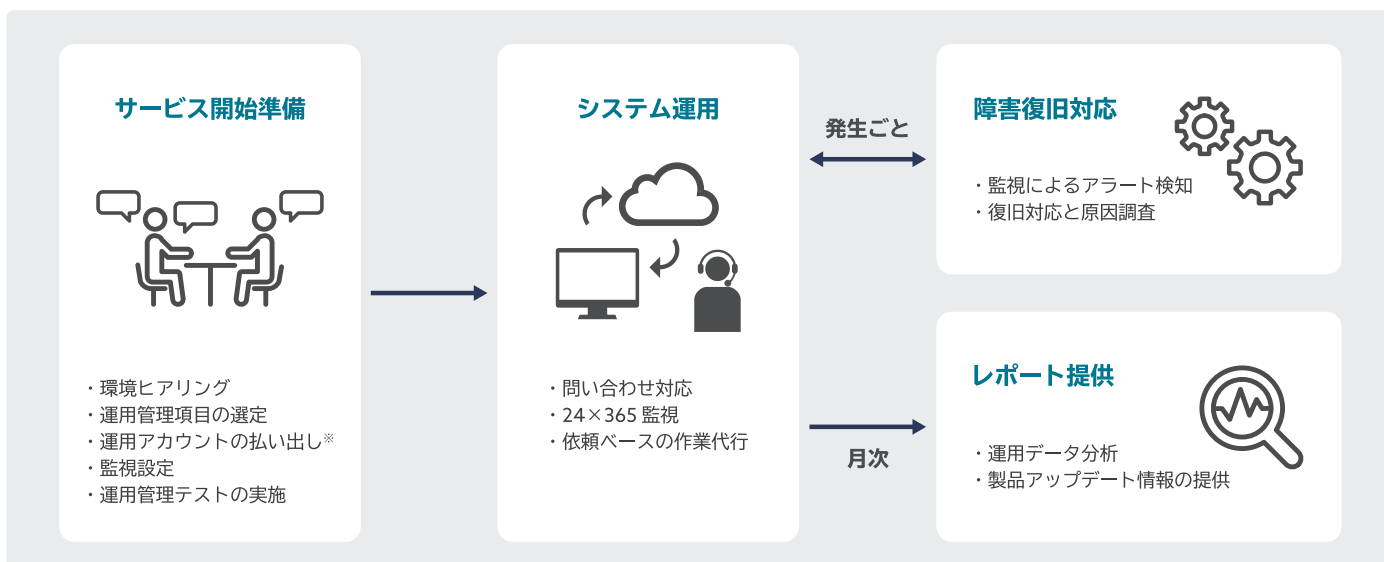 サービス開始準備
・環境ヒアリング
・運用管理項目の選定
・運用アカウントの払い出し※
・監視設定
・運用管理テストの実施
システム運用
・問い合わせ対応
・24×365 監視
・依頼ベースの作業代行
発生ごと
障害復旧対応
・監視によるアラート検知
・復旧対応と原因調査
月次
レポート提供
・運用データ分析
・製品アップデート情報の提供